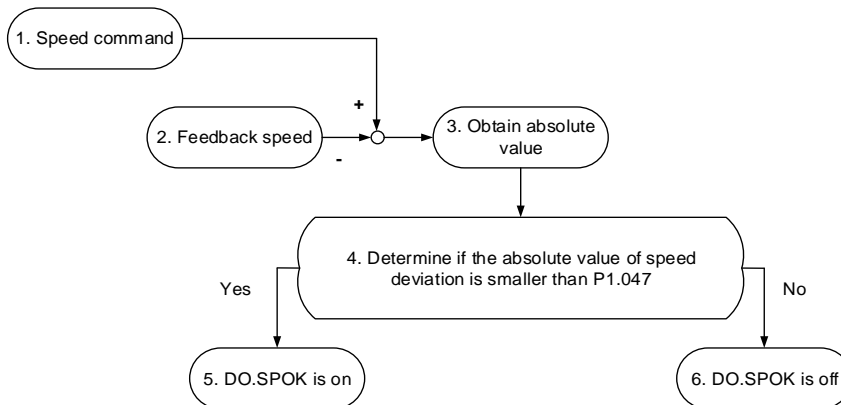 1. Speed command
+
2. Feedback speed
-
3. Obtain absolute
value
4. Determine if the absolute value of speed
deviation is smaller than P1.047
Yes
No
5. DO.SPOK is on
6. DO.SPOK is off